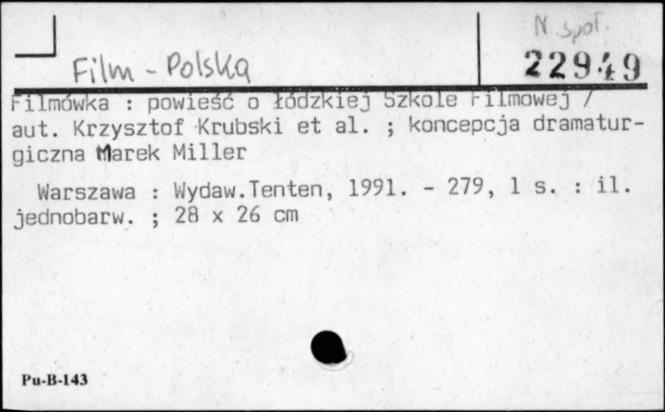 N. społ.
Film - Polska
22949
Filmówka : powieść o łódzkiej Szkole Filmowej /
aut. Krzysztof Krubski et al. ; koncepcja dramatur-
giczna Marek Miller
Warszawa : Wydaw.Tenten, 1991. - 279, 1 s. : il.
jednobarw. ; 28 x 26 cm
Pu-B-143